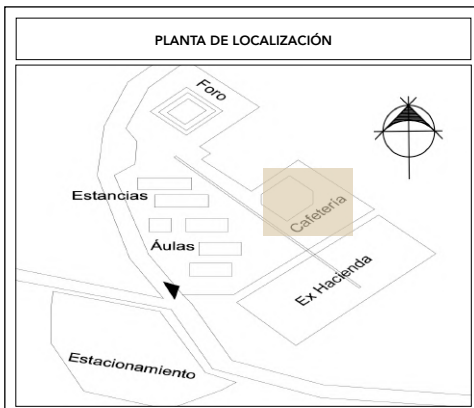 PLANTA DE LOCALIZACIÓN
Foro
Estancias
Cafetería
Áulas
Ex Hacienda
Estacionamiento